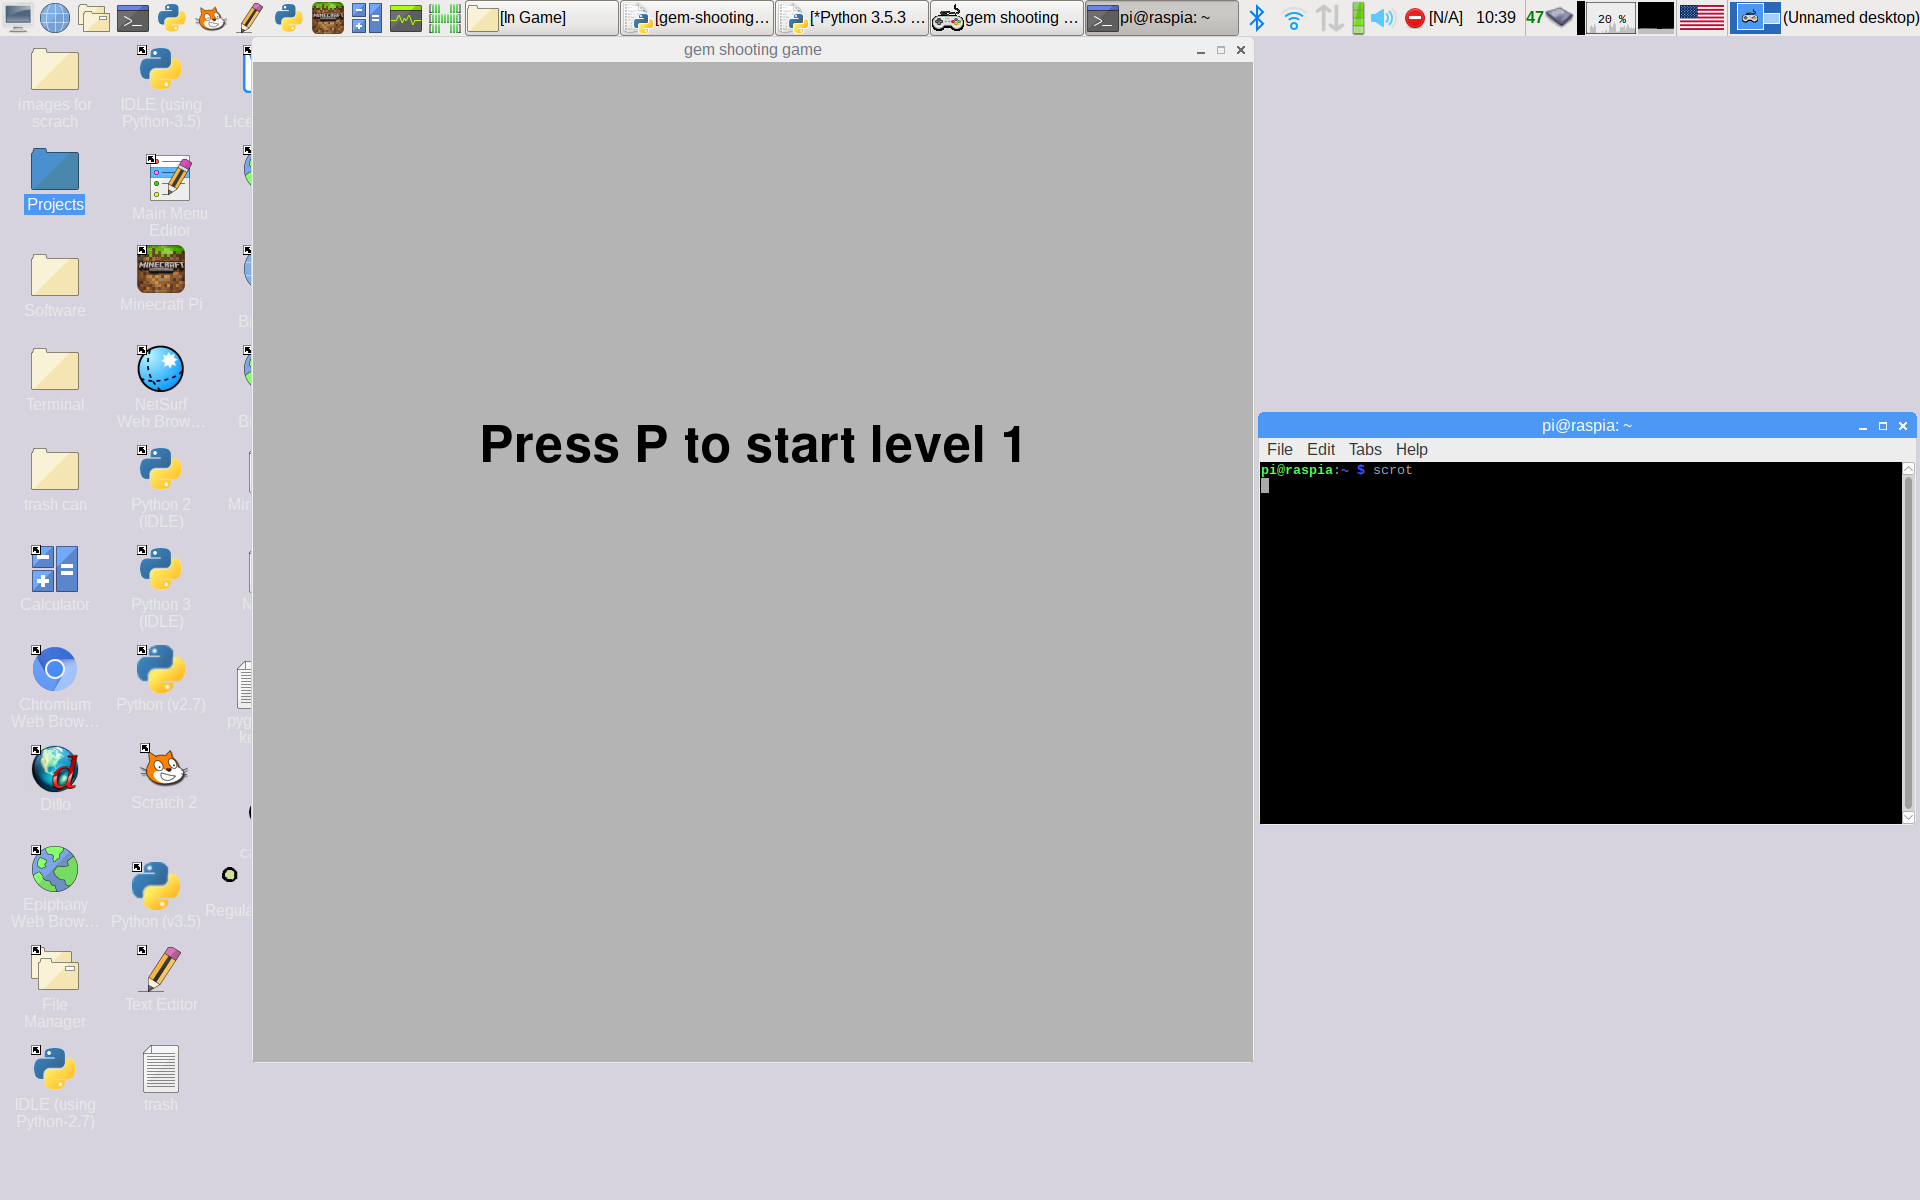 [In Game]
[gem-shooting...
[*Python 3.5.3 ...
gem shooting ...
pi@raspia: ~
[N/A]
10:39
47
20 %
(Unnamed desktop)
gem shooting game
images for
scrach
IDLE (using
Python-3.5)
Lice
Projects
Main Menu
Editor
MINECRAFT
Software
Minecraft Pi
Terminal
NetSurf
Web Brow...
trash can
Python 2
(IDLE)
Min
Calculator
Python 3
(IDLE)
N
Chromium
Web Brow...
Python (v2.7)
pyg
ke
Dillo
Scratch 2
Epiphany
Web Brow...
Python (v3.5)
Regula
File
Manager
Text Editor
IDLE (using
Python-2.7)
trash
Press P to start level 1
pi@raspia: ~
File Edit Tabs Help
pi@raspia:~ $ scrot